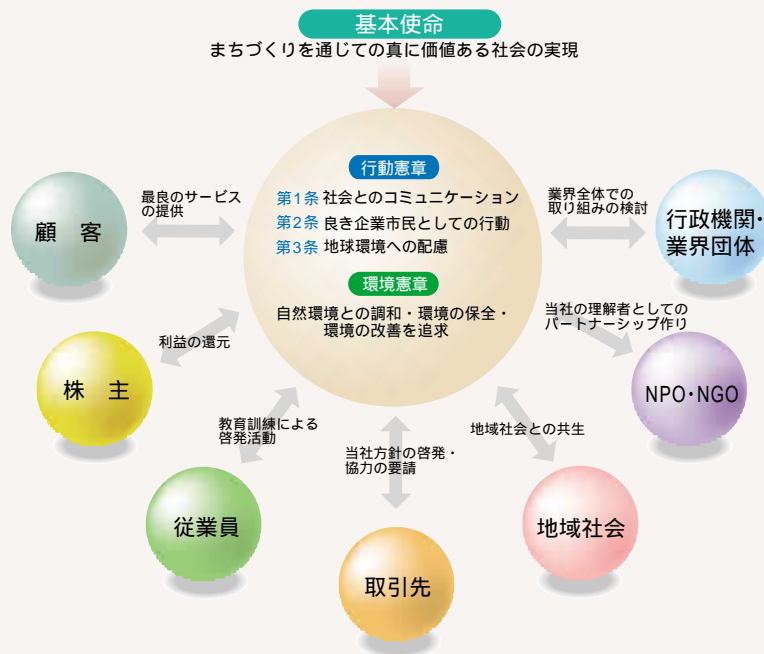 基本使命
まちづくりを通じての真に価値ある社会の実現
行動憲章
第1条 社会とのコミュニケーション
第2条 良き企業市民としての行動
第3条 地球環境への配慮
環境憲章
自然環境との調和・環境の保全・
環境の改善を追求
最良のサービス
の提供
顧　客
利益の還元
株　主
教育訓練による
啓発活動
従業員
当社方針の啓発・
協力の要請
取引先
地域社会との共生
地域社会
当社の理解者としての
パートナーシップ作り
NPO・NGO
業界全体での
取り組みの検討
行政機関・
業界団体